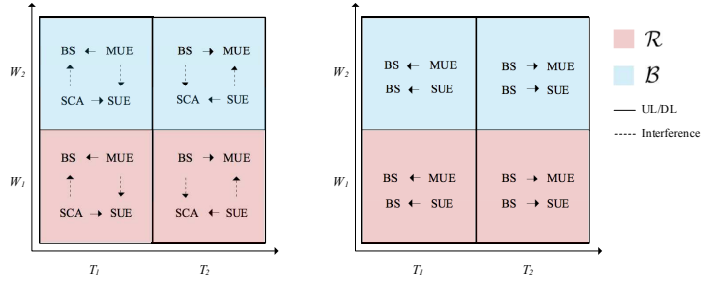 BS ← MUE
SCA → SUE
BS → MUE
SCA ← SUE
W2
BS ← MUE
SCA → SUE
BS → MUE
SCA ← SUE
W1
T1
T2
BS ← MUE
BS ← SUE
BS → MUE
BS → SUE
W2
BS ← MUE
BS ← SUE
BS → MUE
BS → SUE
W1
T1
T2
ℛ
ℬ
UL/DL
Interference